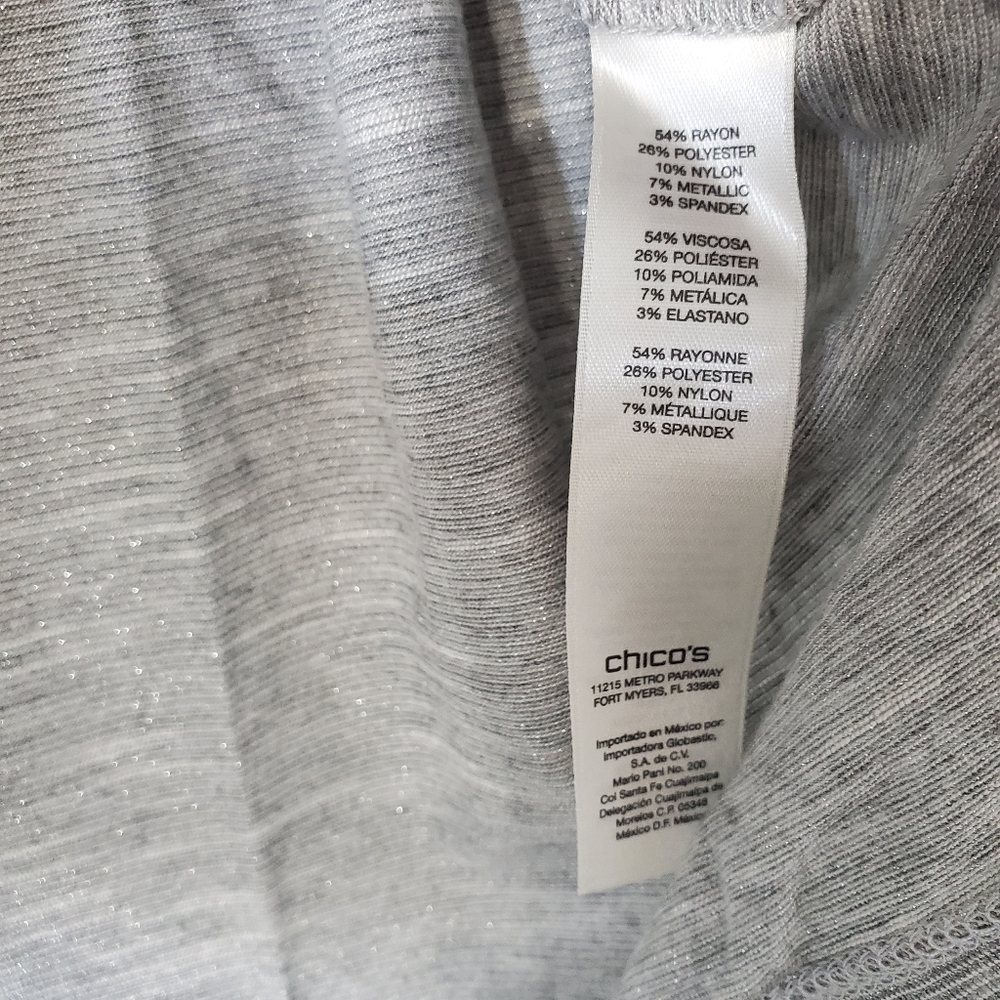 54% RAYON
26% POLYESTER
10% NYLON
7% METALLIC
3% SPANDEX
54% VISCOSA
26% POLIÉSTER
10% POLIAMIDA
7% METÁLICA
3% ELASTANO
54% RAYONNE
26% POLYESTER
10% NYLON
7% MÉTALLIQUE
3% SPANDEX
chico's
11215 METRO PARKWAY
FORT MYERS, FL 33966
Importado en México por:
Importadora Globastic,
S.A. de C.V.
Mario Pani No. 200
Col Santa Fe Cuajimalpa
Delegación Cuajimalpa de
Morelos C.P. 05348
México D.F. México